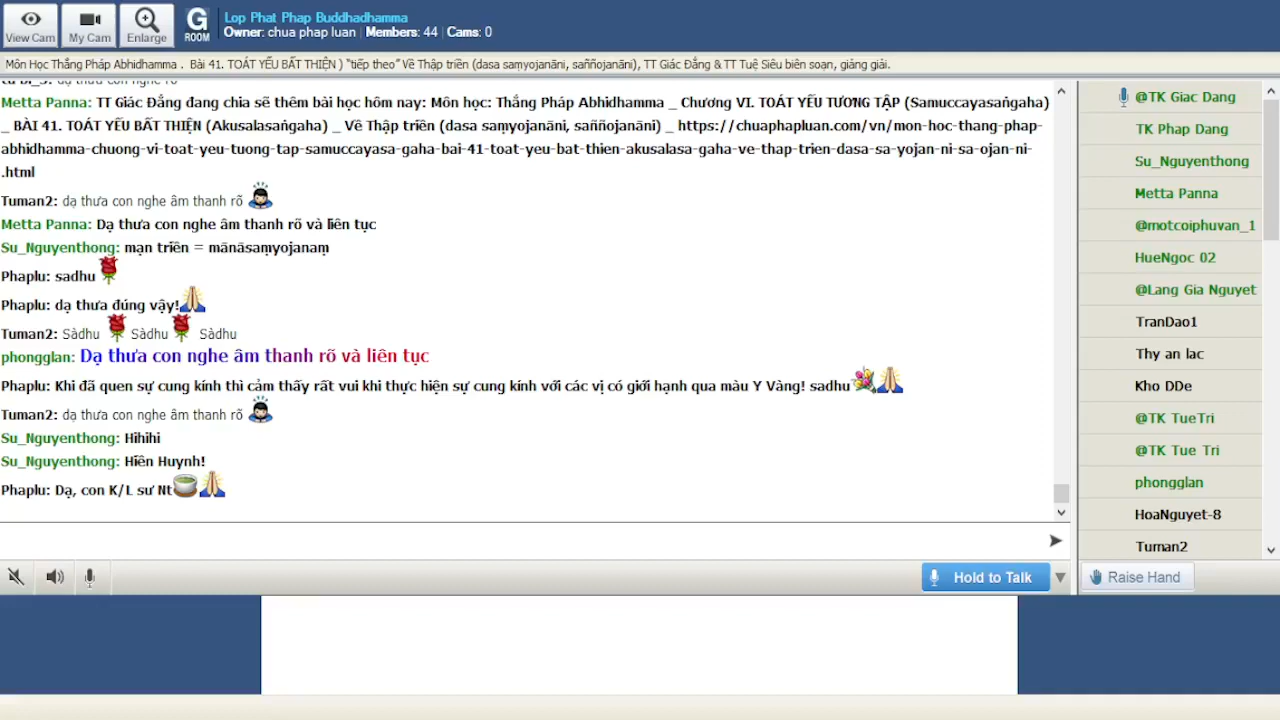 View Cam
My Cam
Enlarge
G
ROOM
Lop Phat Phap Buddhadhamma
Owner: chua phap luan | Members: 44 | Cams: 0
Môn Học Thắng Pháp Abhidhamma . Bài 41. TOÁT YẾU BẤT THIỆN ) “tiếp theo” Về Thập triền (dasa saṃyojanāni, saññojanāni), TT Giác Đẳng & TT Tuệ Siêu biên soạn, giảng giải.
Metta Panna: TT Giác Đẳng đang chia sẽ thêm bài học hôm nay: Môn học: Thắng Pháp Abhidhamma _ Chương VI. TOÁT YẾU TƯƠNG TẬP (Samuccayasaṅgaha)
_ BÀI 41. TOÁT YẾU BẤT THIỆN (Akusalasaṅgaha) _ Về Thập triền (dasa saṃyojanāni, saññojanāni) _ https://chuaphapluan.com/vn/mon-hoc-thang-phap-
abhidhamma-chuong-vi-toat-yeu-tuong-tap-samuccayasa-gaha-bai-41-toat-yeu-bat-thien-akusalasa-gaha-ve-thap-trien-dasa-sa-yojan-ni-sa-ojan-ni-
.html
Tuman2: dạ thưa con nghe âm thanh rõ
Metta Panna: Dạ thưa con nghe âm thanh rõ và liên tục
Su_Nguyenthong: mạn triền = mānāsaṃyojanaṃ
Phaplu: sadhu
Phaplu: dạ thưa đúng vậy!
Tuman2: Sàdhu Sàdhu Sàdhu
phongglan: Dạ thưa con nghe âm thanh rõ và liên tục
Phaplu: Khi đã quen sự cung kính thì cảm thấy rất vui khi thực hiện sự cung kính với các vị có giới hạnh qua màu Y Vàng! sadhu
Tuman2: dạ thưa con nghe âm thanh rõ
Su_Nguyenthong: Hihihi
Su_Nguyenthong: Hiền Huynh!
Phaplu: Dạ, con K/L sư Nt
Hold to Talk
@TK Giac Dang
TK Phap Dang
Su_Nguyenthong
Metta Panna
@motcoiphuvan_1
HueNgoc 02
@Lang Gia Nguyet
TranDao1
Thy an lac
Kho DDe
@TK TueTri
@TK Tue Tri
phongglan
HoaNguyet-8
Tuman2
Raise Hand